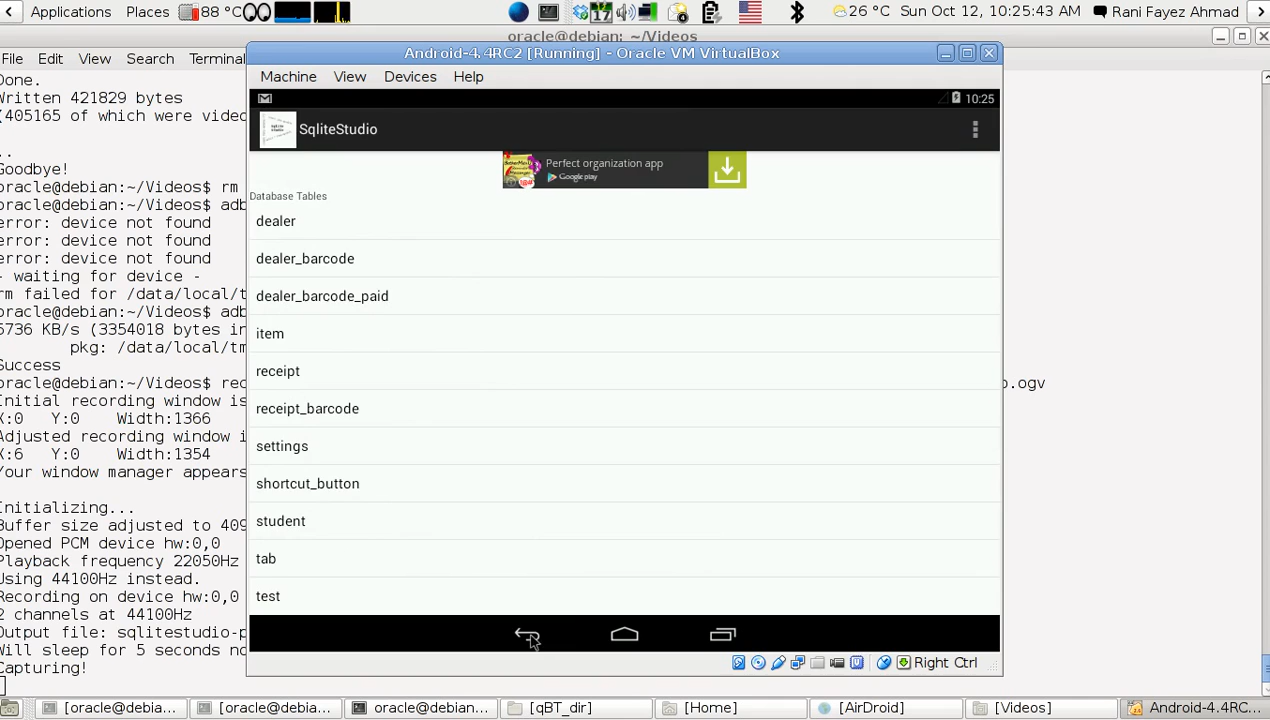 Applications Places 88 °C 26 °C Sun Oct 12, 10:25:43 AM Rani Fayez Ahmad
oracle@debian: ~/Videos
File Edit View Search Terminal
Android-4.4RC2 [Running] - Oracle VM VirtualBox
Machine View Devices Help
10:25
SqliteStudio
Perfect organization app
Google play
Database Tables
dealer
dealer_barcode
dealer_barcode_paid
item
receipt
receipt_barcode
settings
shortcut_button
student
tab
test
Right Ctrl
Done.
Written 421829 bytes
(405165 of which were video
..
Goodbye!
oracle@debian:~/Videos$ rm
oracle@debian:~/Videos$ adb
error: device not found
error: device not found
error: device not found
- waiting for device -
rm failed for /data/local/t
oracle@debian:~/Videos$ adb
5736 KB/s (3354018 bytes in
pkg: /data/local/tm
Success
oracle@debian:~/Videos$ rec
o.ogv
Initial recording window is
X:0 Y:0 Width:1366
Adjusted recording window i
X:6 Y:0 Width:1354
Your window manager appears
Initializing...
Buffer size adjusted to 409
Opened PCM device hw:0,0
Playback frequency 22050Hz
Using 44100Hz instead.
Recording on device hw:0,0
2 channels at 44100Hz
Output file: sqlitestudio-p
Will sleep for 5 seconds no
Capturing!
[oracle@debia... [oracle@debia... oracle@debian:... [qBT_dir] [Home] [AirDroid] [Videos] Android-4.4RC...